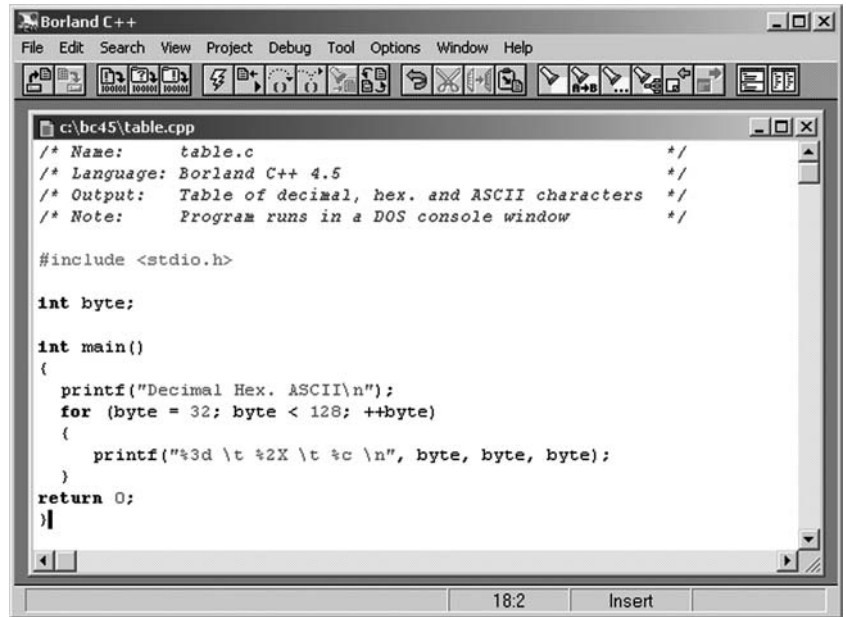 Borland C++
File Edit Search View Project Debug Tool Options Window Help
c:\bc45\table.cpp
/* Name: table.c */
/* Language: Borland C++ 4.5 */
/* Output: Table of decimal, hex. and ASCII characters */
/* Note: Program runs in a DOS console window */
#include <stdio.h>
int byte;
int main()
{
printf("Decimal Hex. ASCII\n");
for (byte = 32; byte < 128; ++byte)
{
printf("%3d \t %2X \t %c \n", byte, byte, byte);
}
return 0;
}
18:2 Insert